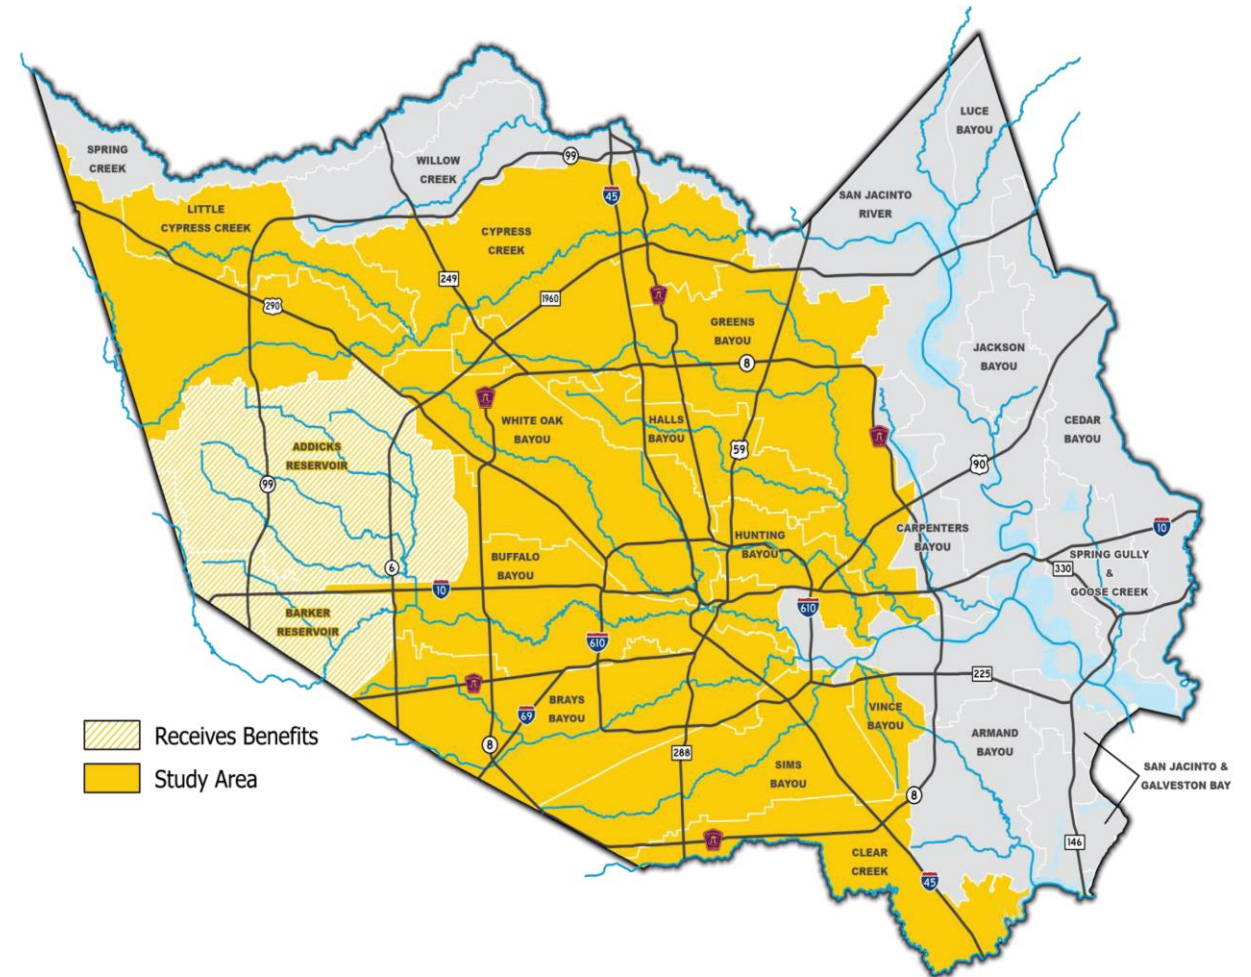 LUCE
BAYOU
SPRING
CREEK
WILLOW
CREEK
99
45
SAN JACINTO
RIVER
LITTLE
CYPRESS CREEK
CYPRESS
CREEK
249
1960
290
GREENS
BAYOU
JACKSON
BAYOU
8
WHITE OAK
BAYOU
HALLS
BAYOU
CEDAR
BAYOU
ADDICKS
RESERVOIR
59
90
99
CARPENTERS
BAYOU
10
HUNTING
BAYOU
SPRING GULLY
&
GOOSE CREEK
330
BUFFALO
BAYOU
6
10
610
BARKER
RESERVOIR
610
225
BRAYS
BAYOU
69
VINCE
BAYOU
ARMAND
BAYOU
Receives Benefits
8
288
SIMS
BAYOU
SAN JACINTO &
GALVESTON BAY
Study Area
8
146
CLEAR
CREEK
45